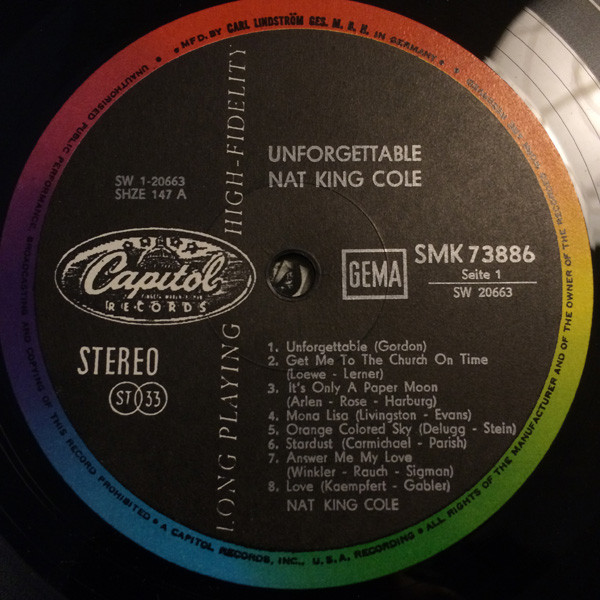 MFD. BY CARL LINDSTRÖM GES. M. B. H. IN GERMANY
UNAUTHORISED PUBLIC PERFORMANCE, BROADCASTING AND COPYING OF THIS RECORD PROHIBITED • A CAPITOL RECORDS, INC., U.S.A. RECORDING • ALL RIGHTS OF THE MANUFACTURER AND OF THE OWNER OF THE
UNFORGETTABLE
NAT KING COLE
SW 1-20663
SHZE 147 A
LONG PLAYING HIGH-FIDELITY
Capitol
RECORDS
GEMA
SMK 73886
Seite 1
SW 20663
STEREO
ST 33
1. Unforgettable (Gordon)
2. Get Me To The Church On Time
(Loewe - Lerner)
3. It's Only A Paper Moon
(Arlen - Rose - Harburg)
4. Mona Lisa (Livingston - Evans)
5. Orange Colored Sky (Delugg - Stein)
6. Stardust (Carmichael - Parish)
7. Answer Me My Love
(Winkler - Rauch - Sigman)
8. Love (Kaempfert - Gabler)
NAT KING COLE